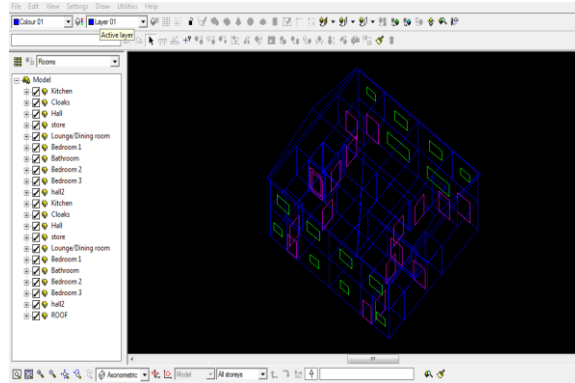 File Edit View Settings Draw Utilities Help
Colour 01 Layer 01
Active layer
Rooms
Model
Kitchen
Cloaks
Hall
store
Lounge/Dining room
Bedroom 1
Bathroom
Bedroom 2
Bedroom 3
hall2
Kitchen
Cloaks
Hall
store
Lounge/Dining room
Bedroom 1
Bathroom
Bedroom 2
Bedroom 3
hall2
ROOF
Axonometric Model All storeys